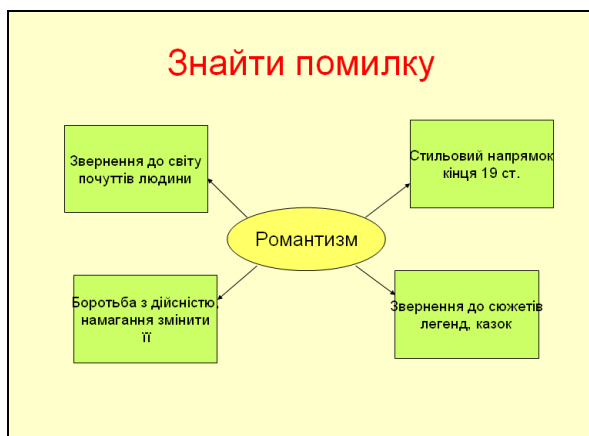 Знайти помилку
Звернення до світу
почуттів людини
Стильовий напрямок
кінця 19 ст.
Романтизм
Боротьба з дійсністю,
намагання змінити
її
Звернення до сюжетів
легенд, казок